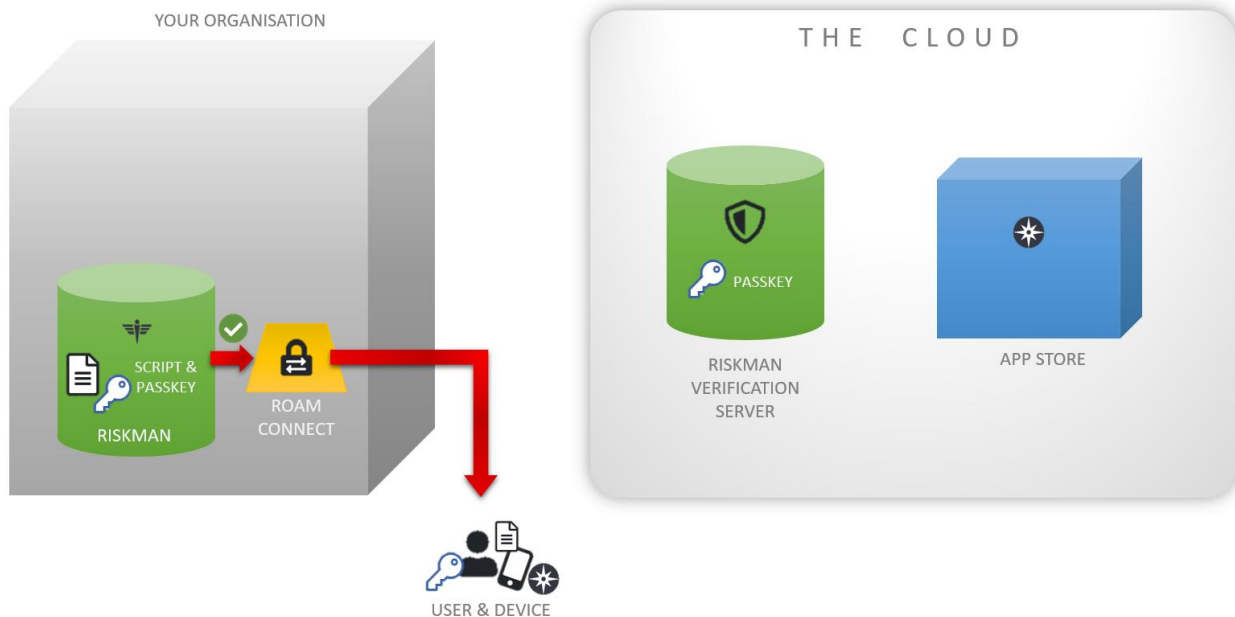 YOUR ORGANISATION
THE CLOUD
PASSKEY
RISKMAN
VERIFICATION
SERVER
APP STORE
SCRIPT &
PASSKEY
RISKMAN
ROAM
CONNECT
USER & DEVICE